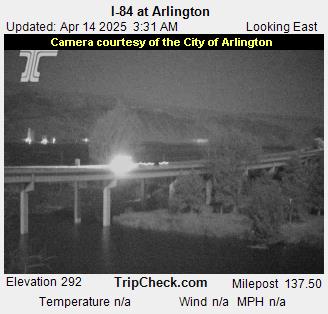 I-84 at Arlington
Updated: Apr 14 2025 3:31 AM Looking East
Camera courtesy of the City of Arlington
Elevation 292 TripCheck.com Milepost 137.50
Temperature n/a Wind n/a MPH n/a